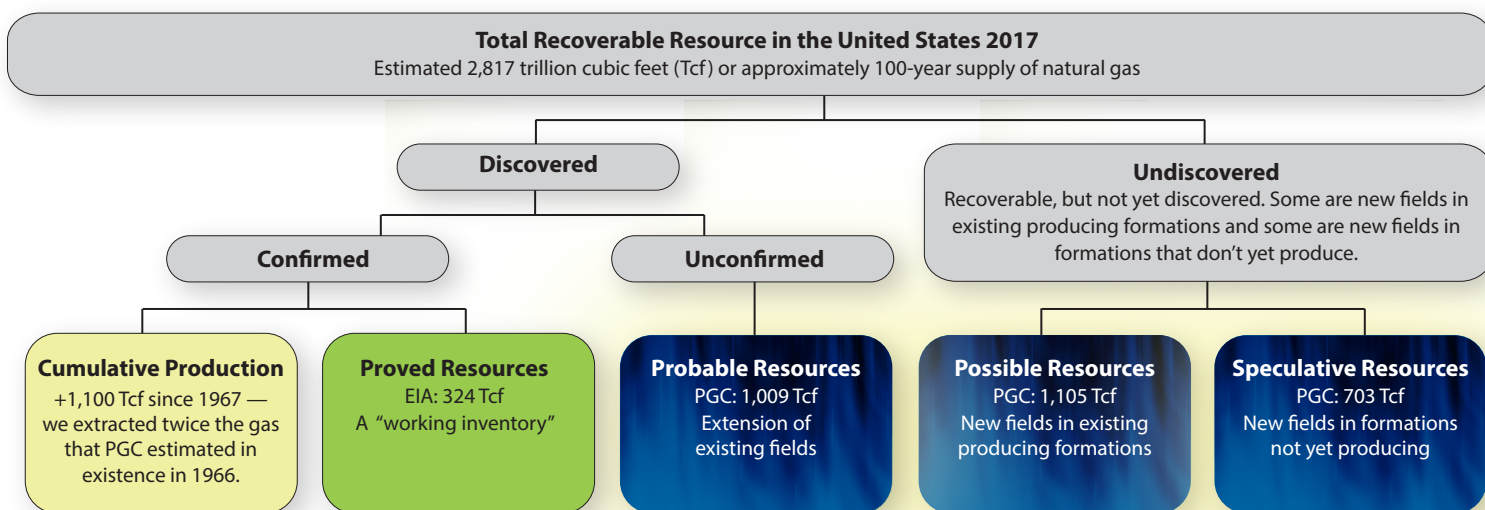 Total Recoverable Resource in the United States 2017
Estimated 2,817 trillion cubic feet (Tcf) or approximately 100-year supply of natural gas
Discovered
Undiscovered
Recoverable, but not yet discovered. Some are new fields in
existing producing formations and some are new fields in
formations that don’t yet produce.
Confirmed
Unconfirmed
Cumulative Production
+1,100 Tcf since 1967 —
we extracted twice the gas
that PGC estimated in
existence in 1966.
Proved Resources
EIA: 324 Tcf
A “working inventory”
Probable Resources
PGC: 1,009 Tcf
Extension of
existing fields
Possible Resources
PGC: 1,105 Tcf
New fields in existing
producing formations
Speculative Resources
PGC: 703 Tcf
New fields in formations
not yet producing